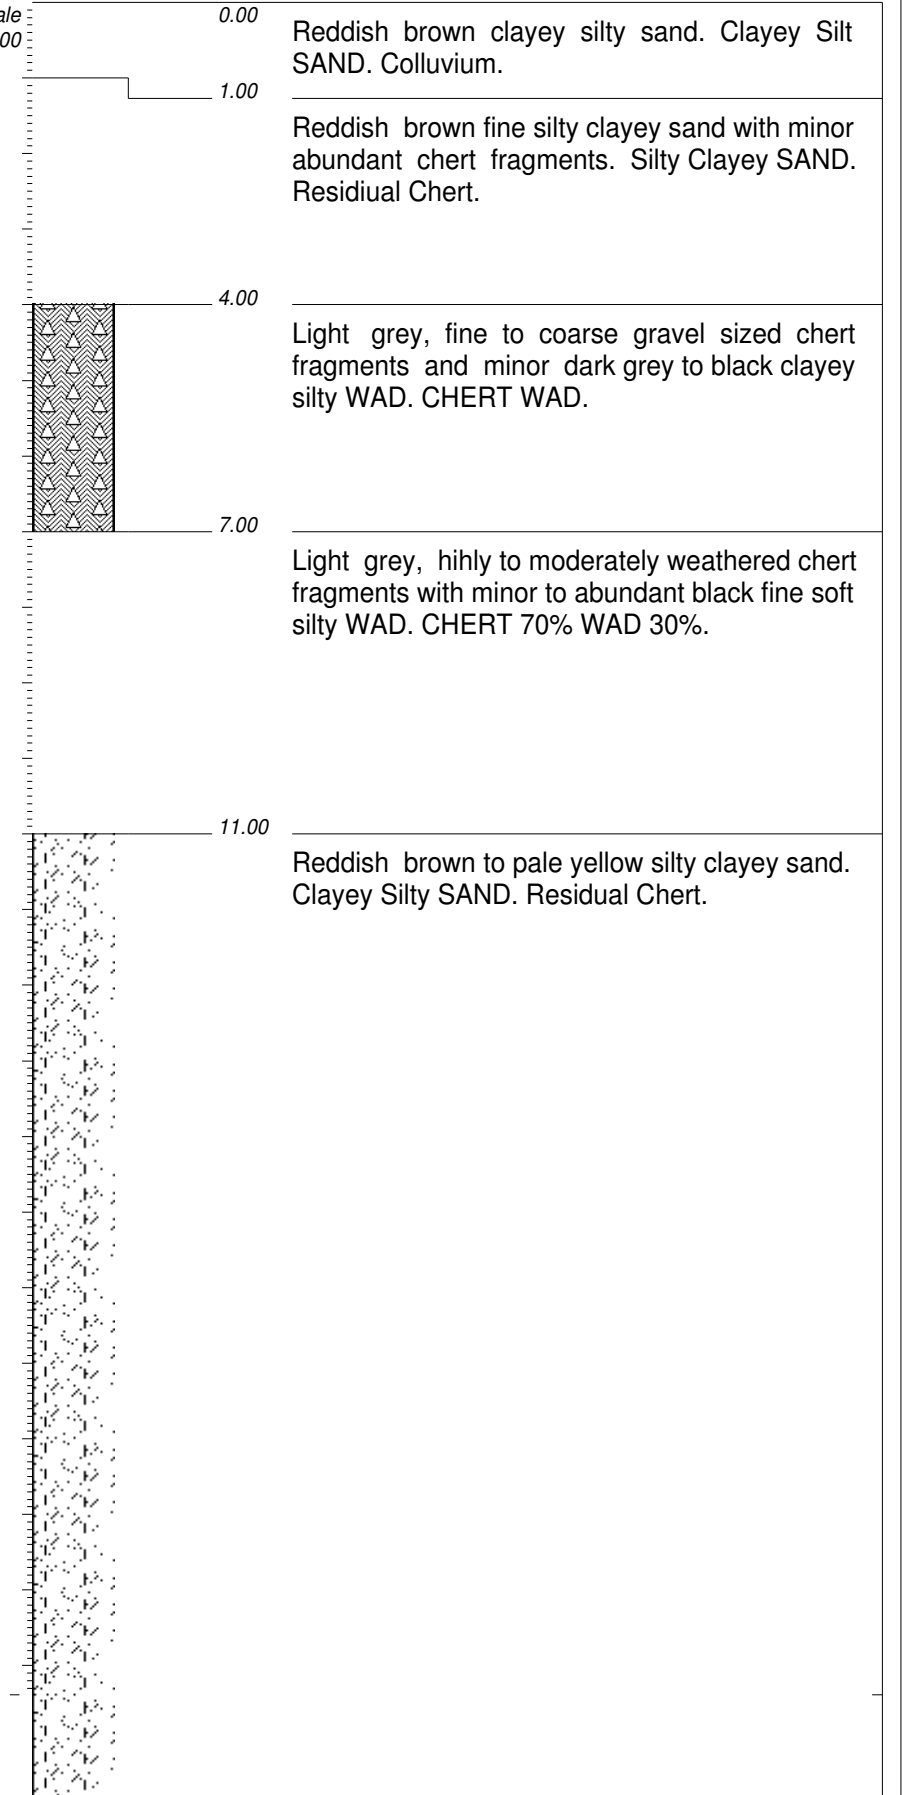 ale
00
0.00
Reddish brown clayey silty sand. Clayey Silt
SAND. Colluvium.
1.00
Reddish brown fine silty clayey sand with minor
abundant chert fragments. Silty Clayey SAND.
Residiual Chert.
4.00
Light grey, fine to coarse gravel sized chert
fragments and minor dark grey to black clayey
silty WAD. CHERT WAD.
7.00
Light grey, hihly to moderately weathered chert
fragments with minor to abundant black fine soft
silty WAD. CHERT 70% WAD 30%.
11.00
Reddish brown to pale yellow silty clayey sand.
Clayey Silty SAND. Residual Chert.